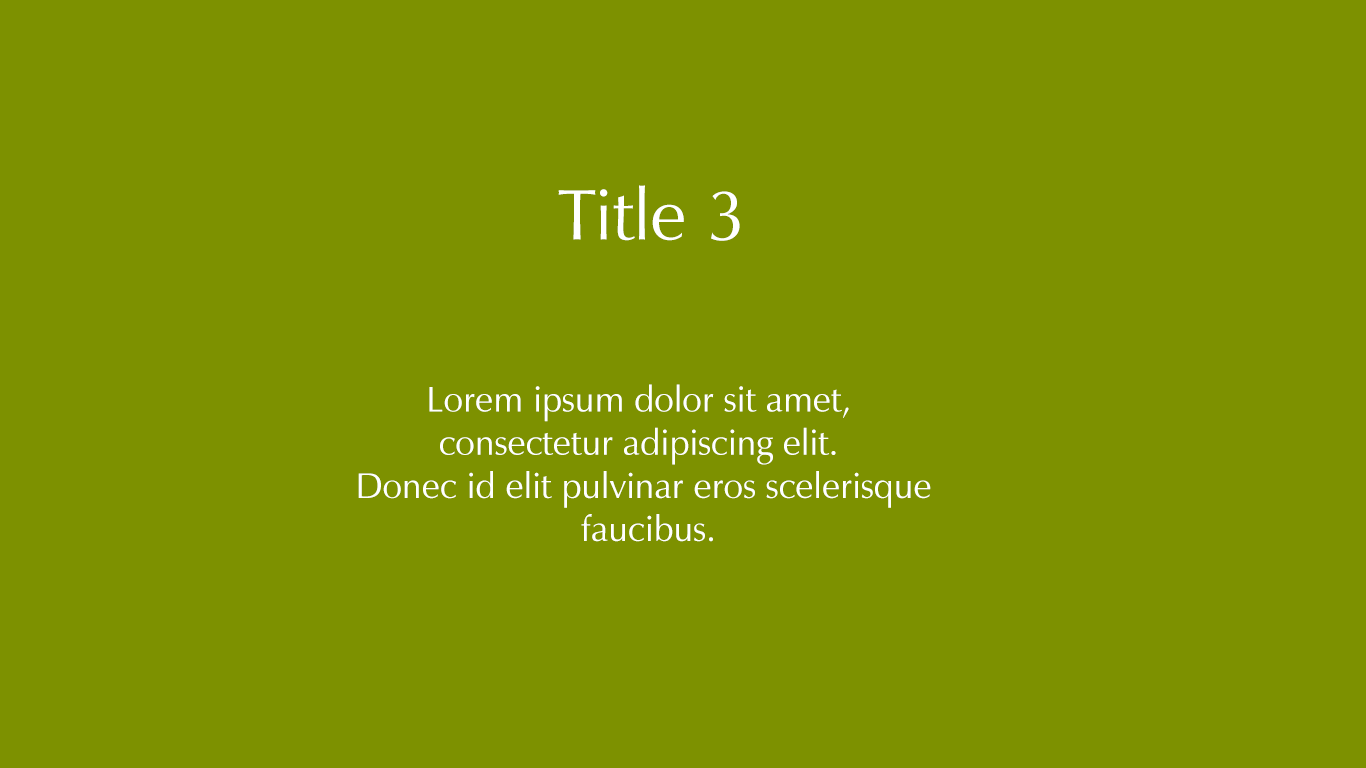 Title 3
Lorem ipsum dolor sit amet,
consectetur adipiscing elit.
Donec id elit pulvinar eros scelerisque
faucibus.